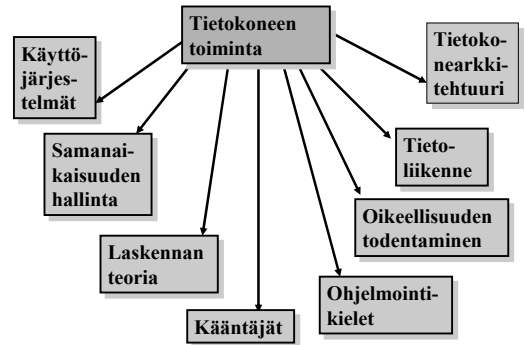 Tietokoneen
toiminta
Käyttö-
järjes-
telmät
Tietoko-
nearkki-
tehtuuri
Samanai-
kaisuuden
hallinta
Tieto-
liikenne
Oikeellisuuden
todentaminen
Laskennan
teoria
Ohjelmointi-
kielet
Kääntäjät